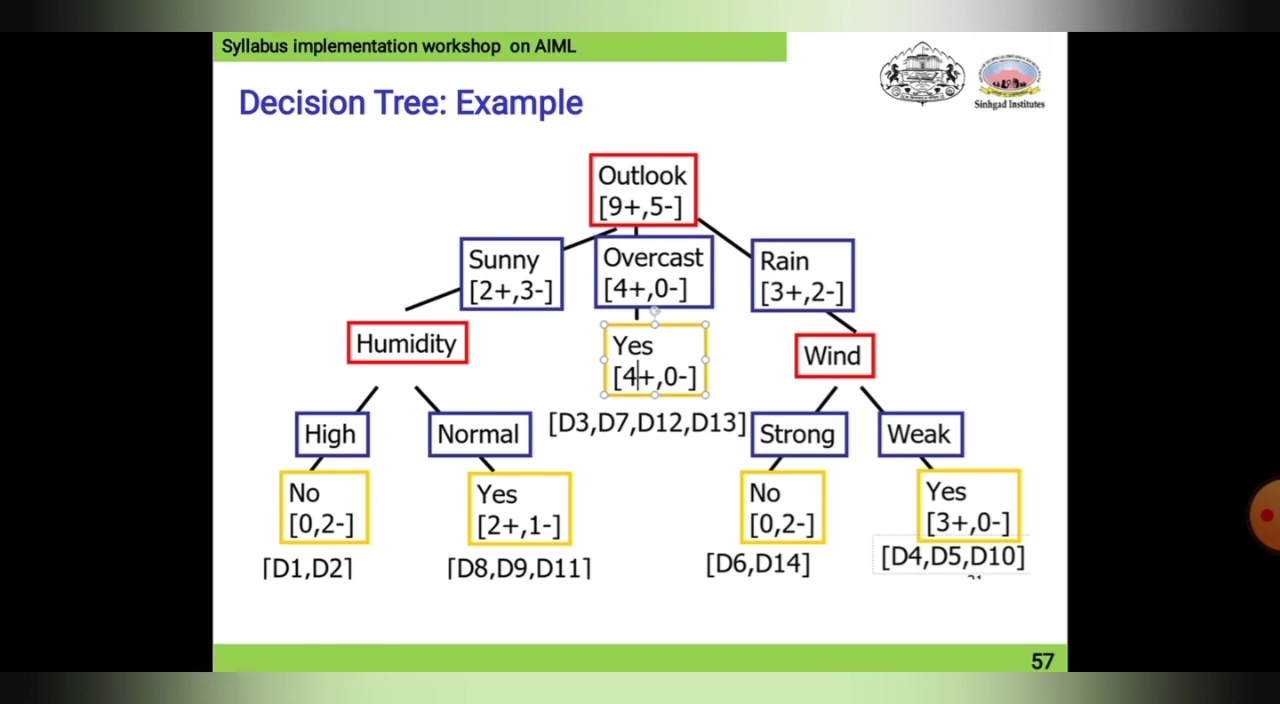 Syllabus implementation workshop on AIML
Sinhgad Institutes
Decision Tree: Example
Outlook
[9+,5-]
Sunny
[2+,3-]
Overcast
[4+,0-]
Rain
[3+,2-]
Humidity
Yes
[4+,0-]
Wind
[D3,D7,D12,D13]
High
Normal
Strong
Weak
No
[0,2-]
Yes
[2+,1-]
No
[0,2-]
Yes
[3+,0-]
[D1,D2]
[D8,D9,D11]
[D6,D14]
[D4,D5,D10]
57